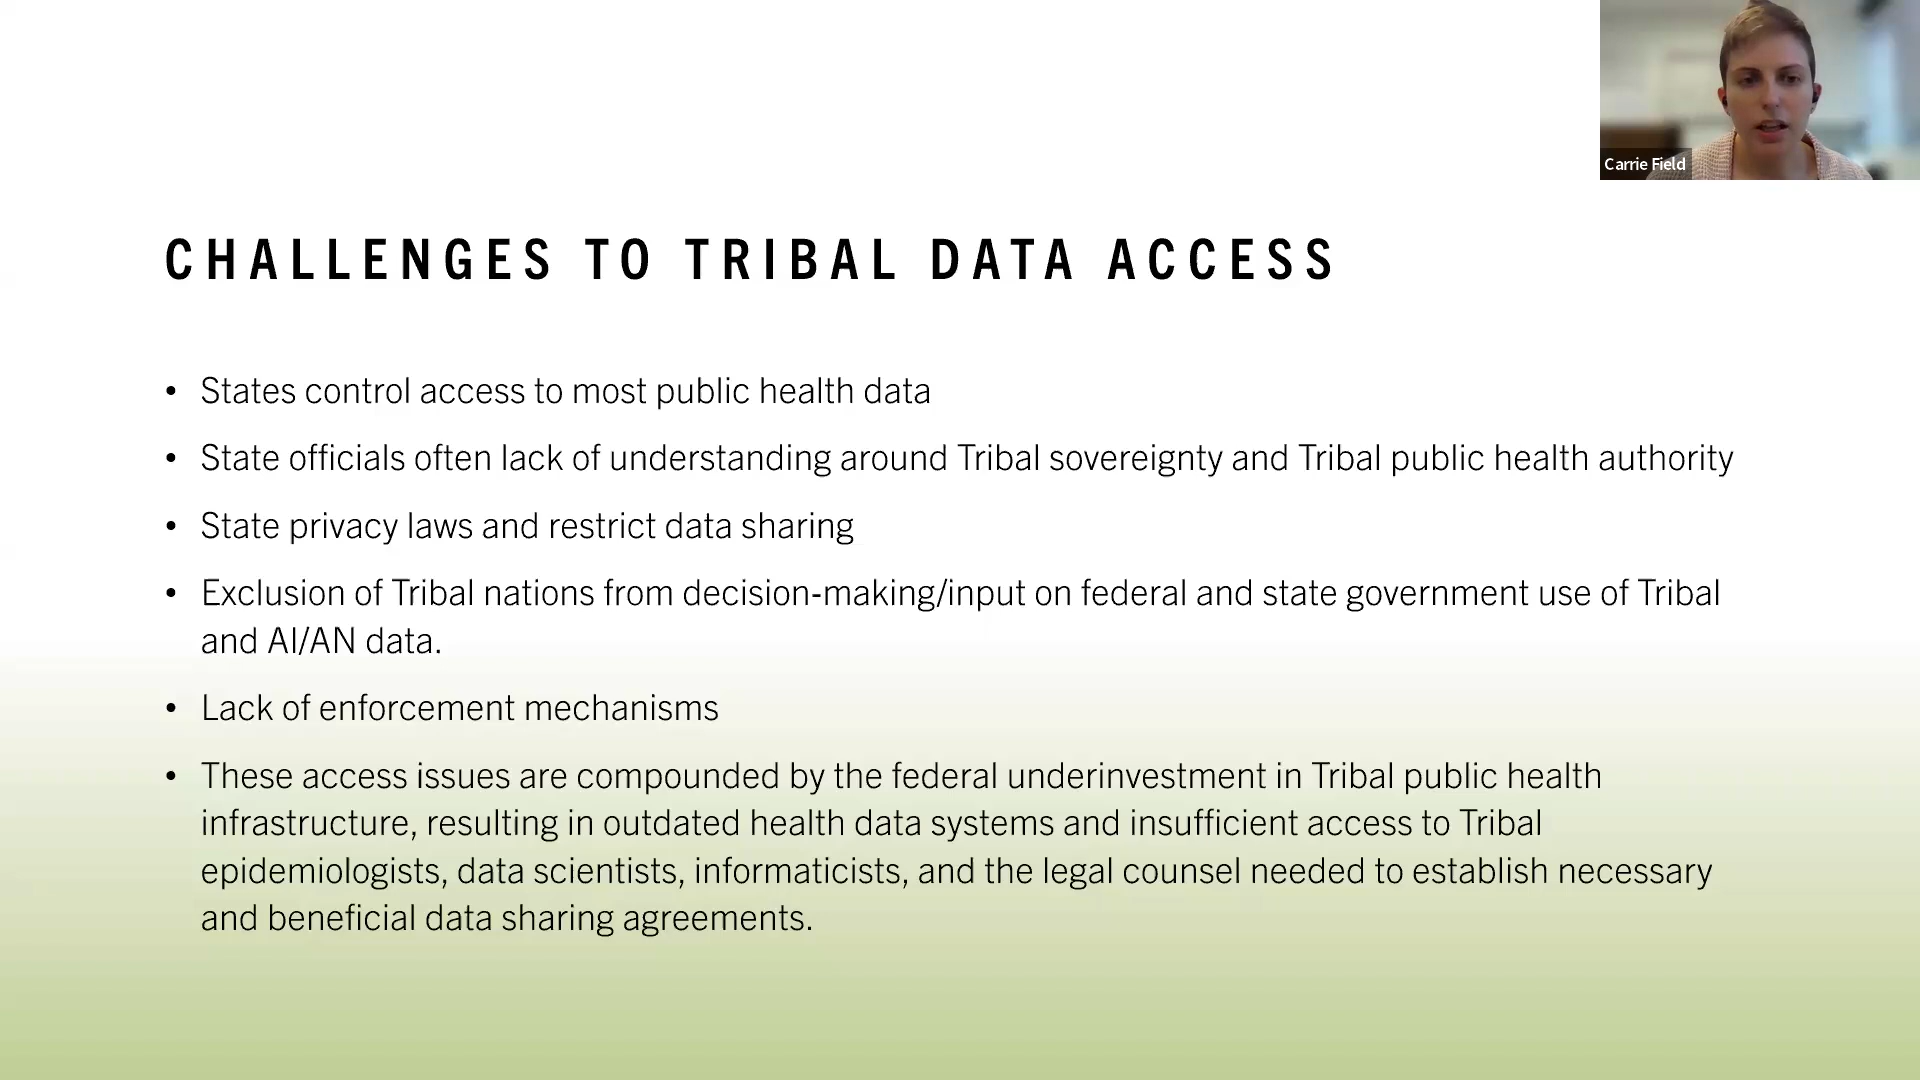 Carrie Field
CHALLENGES TO TRIBAL DATA ACCESS
• States control access to most public health data
• State officials often lack of understanding around Tribal sovereignty and Tribal public health authority
• State privacy laws and restrict data sharing
• Exclusion of Tribal nations from decision-making/input on federal and state government use of Tribal
and AI/AN data.
• Lack of enforcement mechanisms
• These access issues are compounded by the federal underinvestment in Tribal public health
infrastructure, resulting in outdated health data systems and insufficient access to Tribal
epidemiologists, data scientists, informaticists, and the legal counsel needed to establish necessary
and beneficial data sharing agreements.